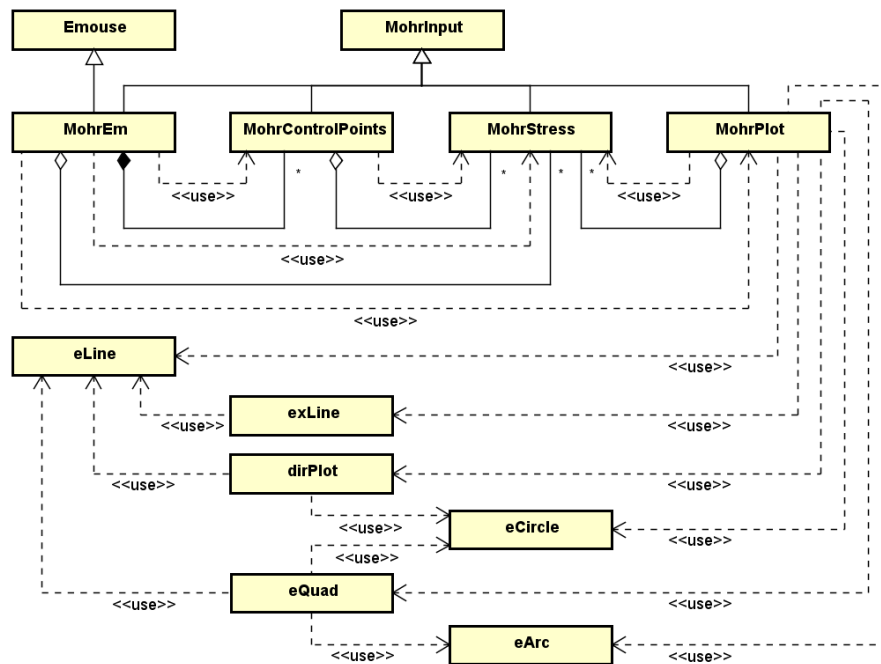 Emouse
MohrInput
MohrEm
MohrControlPoints
MohrStress
MohrPlot
*
*
*
*
<<use>>
<<use>>
<<use>>
<<use>>
<<use>>
eLine
<<use>>
exLine
<<use>>
<<use>>
dirPlot
<<use>>
<<use>>
<<use>>
eCircle
<<use>>
<<use>>
eQuad
<<use>>
<<use>>
<<use>>
eArc
<<use>>